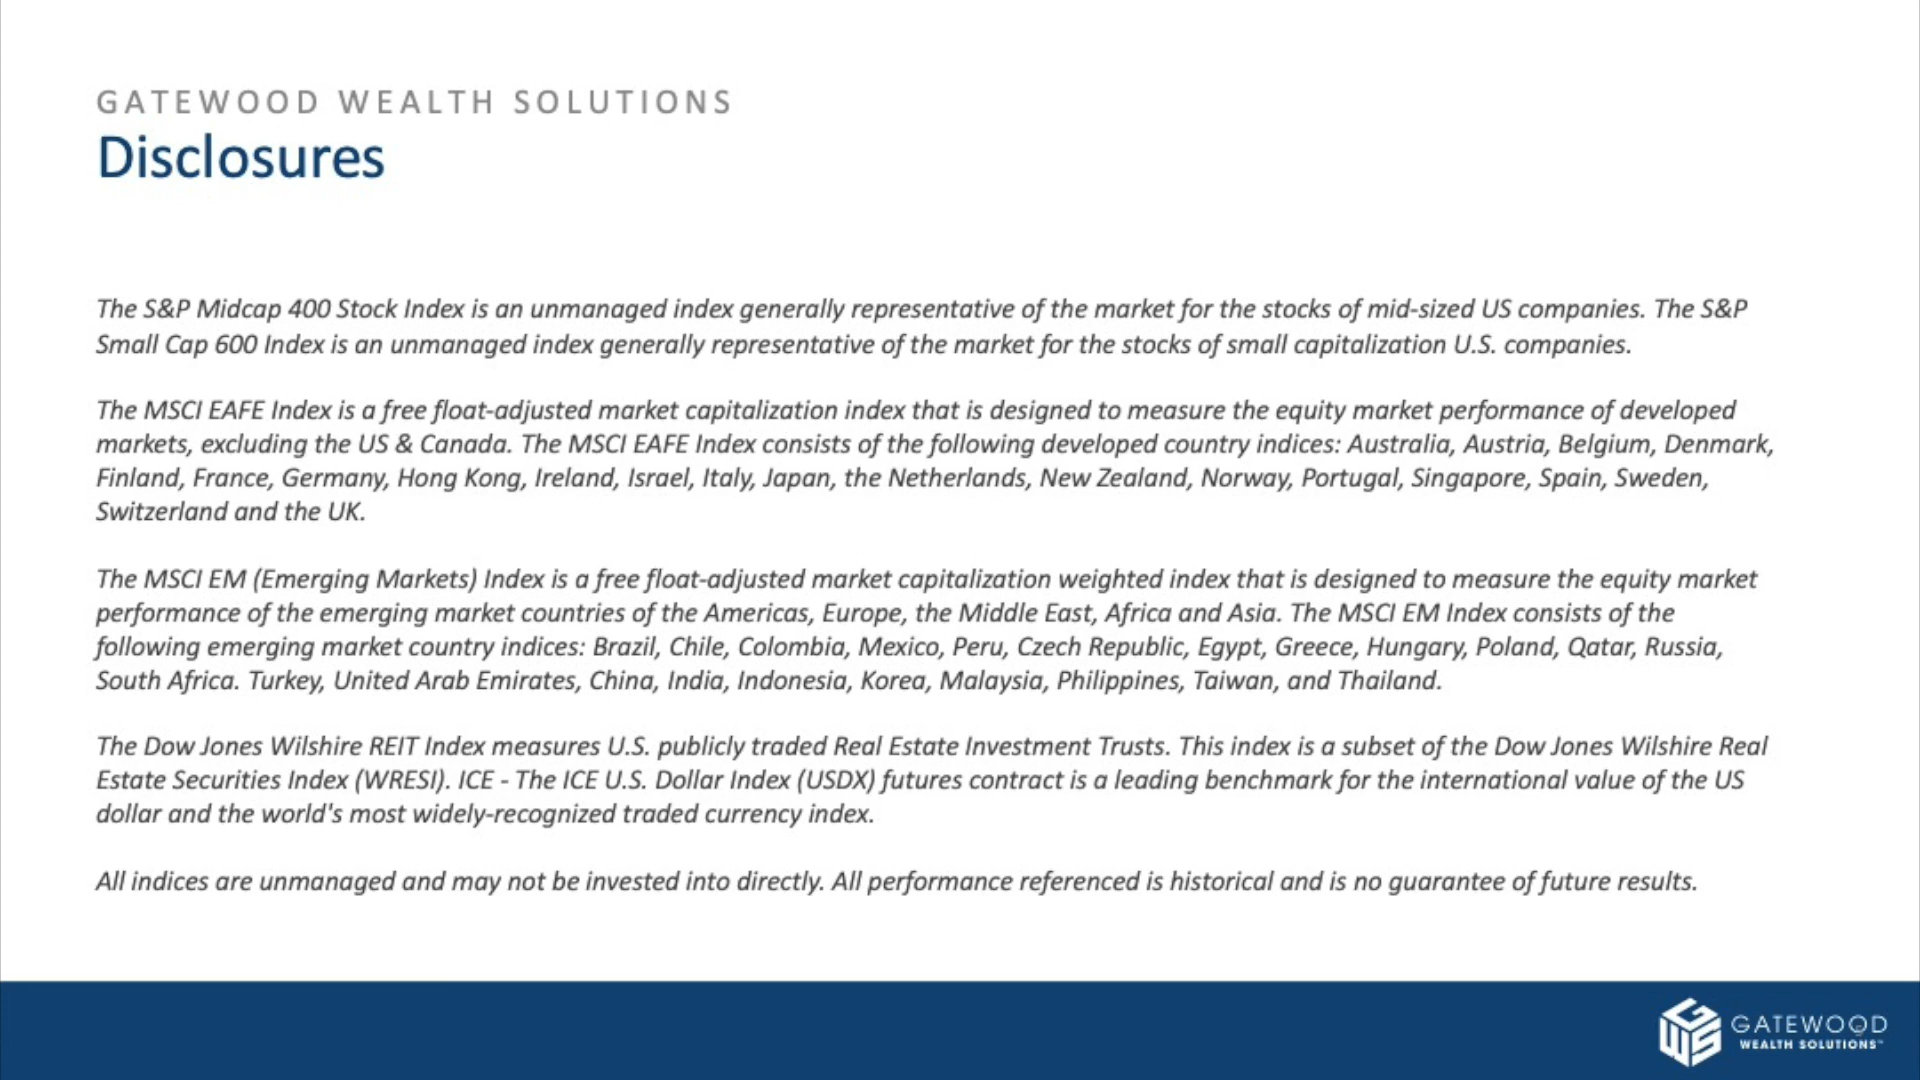 GATEWOOD WEALTH SOLUTIONS
Disclosures
The S&P Midcap 400 Stock Index is an unmanaged index generally representative of the market for the stocks of mid-sized US companies. The S&P
Small Cap 600 Index is an unmanaged index generally representative of the market for the stocks of small capitalization U.S. companies.
The MSCI EAFE Index is a free float-adjusted market capitalization index that is designed to measure the equity market performance of developed
markets, excluding the US & Canada. The MSCI EAFE Index consists of the following developed country indices: Australia, Austria, Belgium, Denmark,
Finland, France, Germany, Hong Kong, Ireland, Israel, Italy, Japan, the Netherlands, New Zealand, Norway, Portugal, Singapore, Spain, Sweden,
Switzerland and the UK.
The MSCI EM (Emerging Markets) Index is a free float-adjusted market capitalization weighted index that is designed to measure the equity market
performance of the emerging market countries of the Americas, Europe, the Middle East, Africa and Asia. The MSCI EM Index consists of the
following emerging market country indices: Brazil, Chile, Colombia, Mexico, Peru, Czech Republic, Egypt, Greece, Hungary, Poland, Qatar, Russia,
South Africa. Turkey, United Arab Emirates, China, India, Indonesia, Korea, Malaysia, Philippines, Taiwan, and Thailand.
The Dow Jones Wilshire REIT Index measures U.S. publicly traded Real Estate Investment Trusts. This index is a subset of the Dow Jones Wilshire Real
Estate Securities Index (WRESI). ICE - The ICE U.S. Dollar Index (USDX) futures contract is a leading benchmark for the international value of the US
dollar and the world's most widely-recognized traded currency index.
All indices are unmanaged and may not be invested into directly. All performance referenced is historical and is no guarantee of future results.
GWS
GATEWOOD
WEALTH SOLUTIONS™